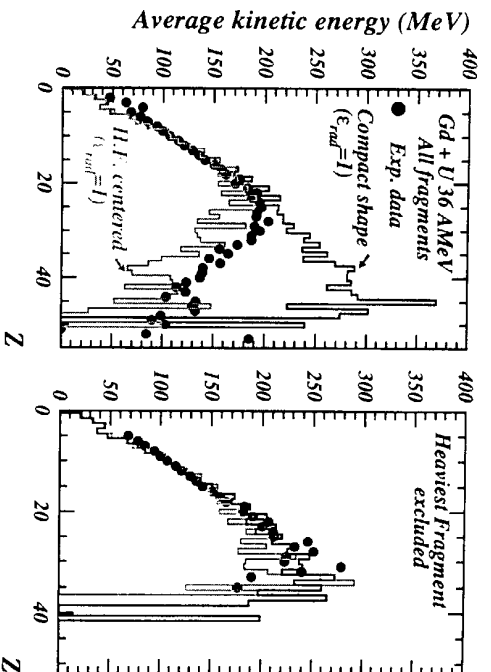 Average kinetic energy (MeV)
400
350
300
250
200
150
100
50
0
Gd + U 36 AMeV
All fragments
Exp. data
Compact shape
(ε rad=1)
H.F. centered
(ε rad=1)
0
20
40
Z
400
350
300
250
200
150
100
50
0
Heaviest Fragment
excluded
0
20
40
Z